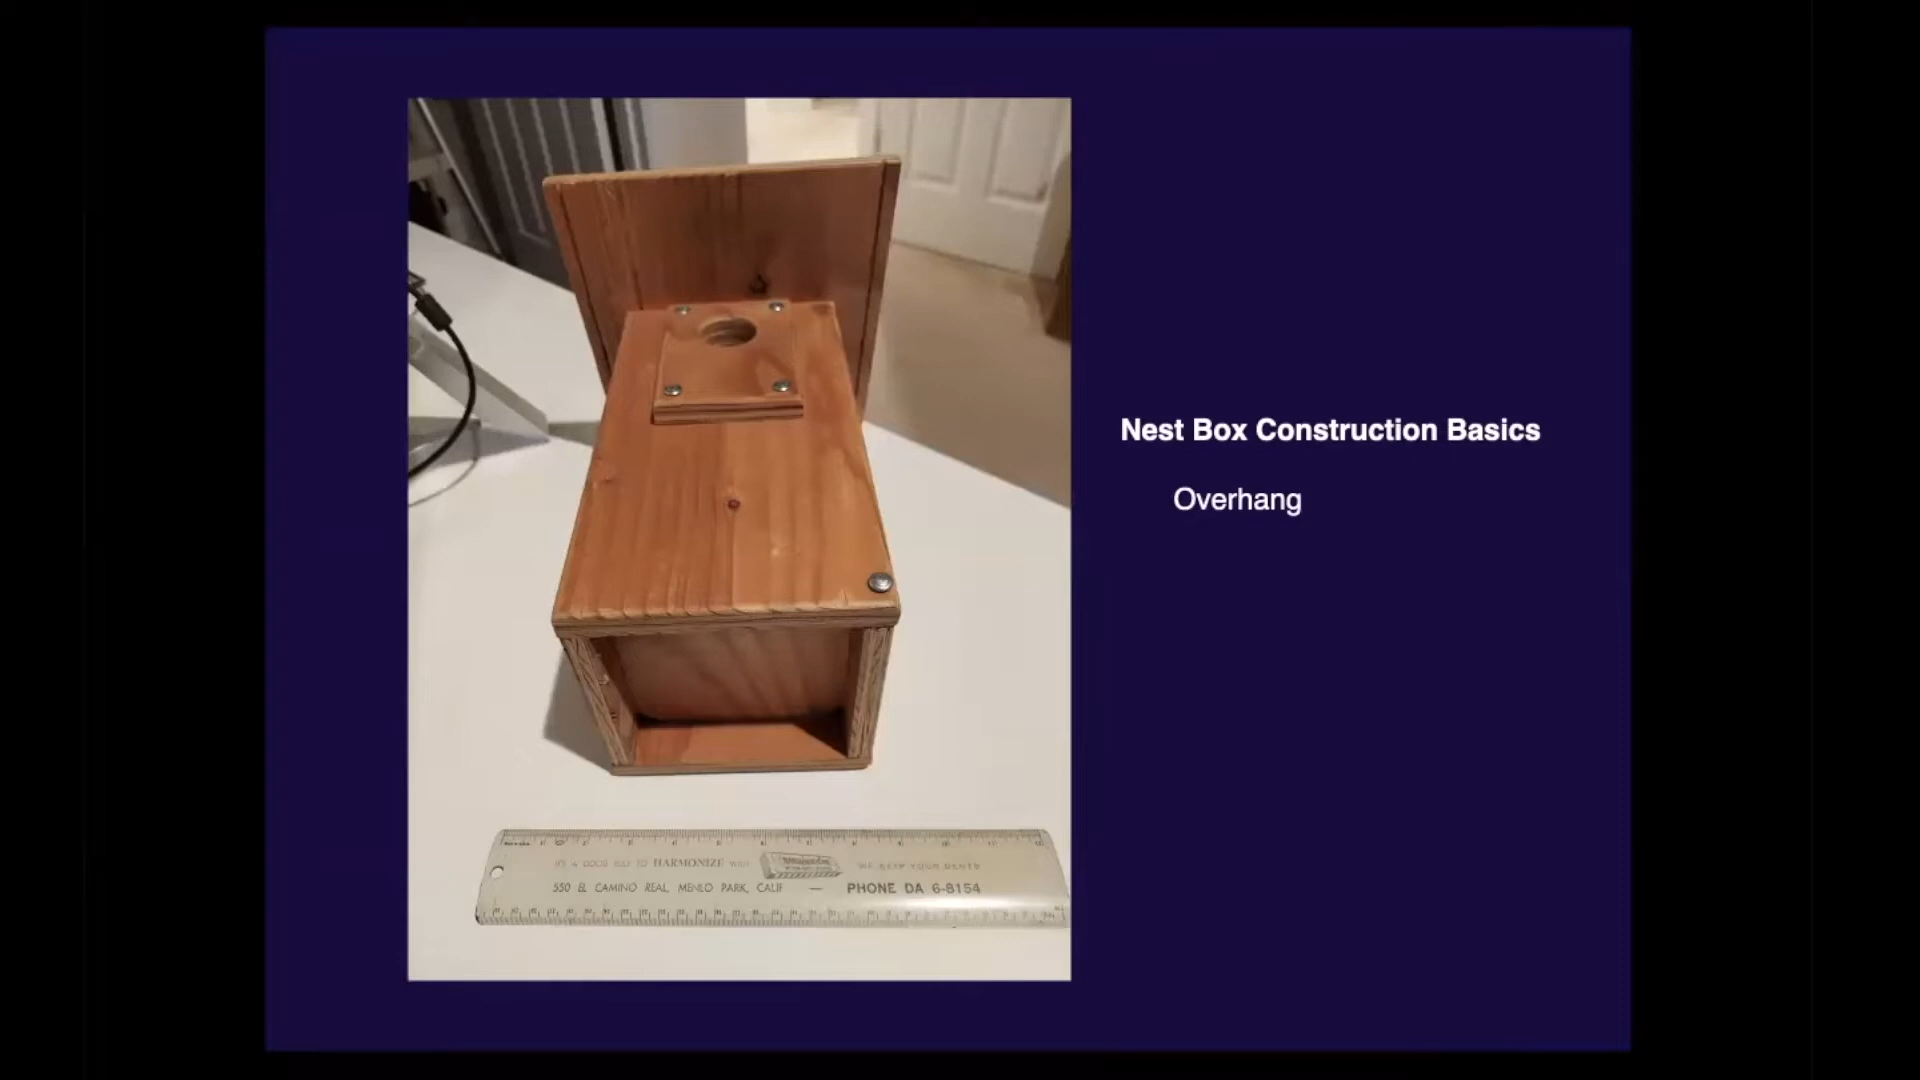 Nest Box Construction Basics
Overhang
IT'S A GOOD WAY TO HARMONIZE WITH
WE KEEP YOUR DENTS
550 EL CAMINO REAL, MENLO PARK, CALIF — PHONE DA 6-8154